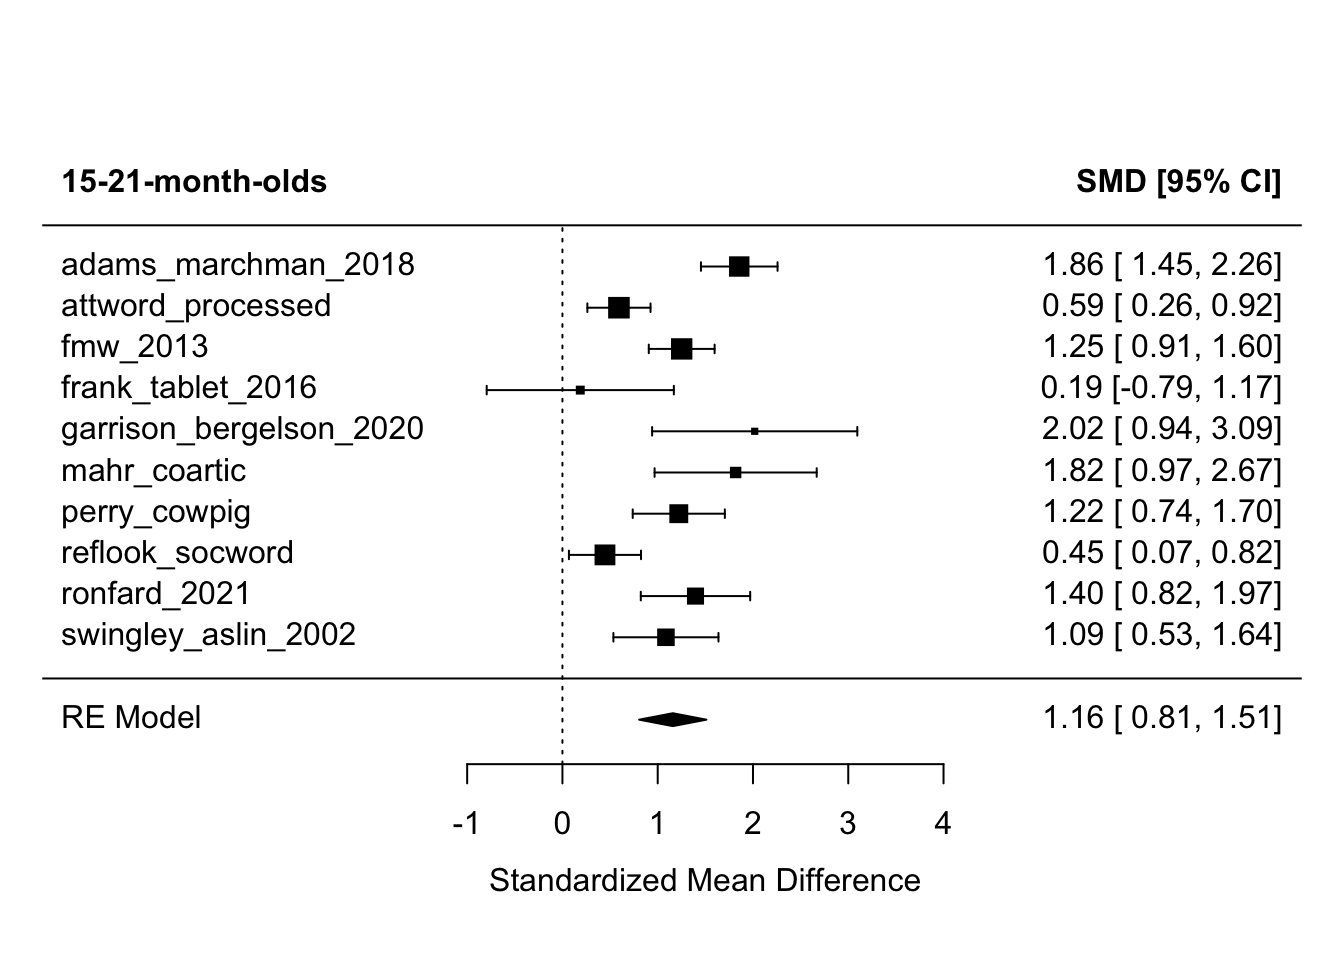 15-21-month-olds SMD [95% CI]
adams_marchman_2018 1.86 [ 1.45, 2.26]
attword_processed 0.59 [ 0.26, 0.92]
fmw_2013 1.25 [ 0.91, 1.60]
frank_tablet_2016 0.19 [-0.79, 1.17]
garrison_bergelson_2020 2.02 [ 0.94, 3.09]
mahr_coartic 1.82 [ 0.97, 2.67]
perry_cowpig 1.22 [ 0.74, 1.70]
reflook_socword 0.45 [ 0.07, 0.82]
ronfard_2021 1.40 [ 0.82, 1.97]
swingley_aslin_2002 1.09 [ 0.53, 1.64]
RE Model 1.16 [ 0.81, 1.51]
-1 0 1 2 3 4
Standardized Mean Difference